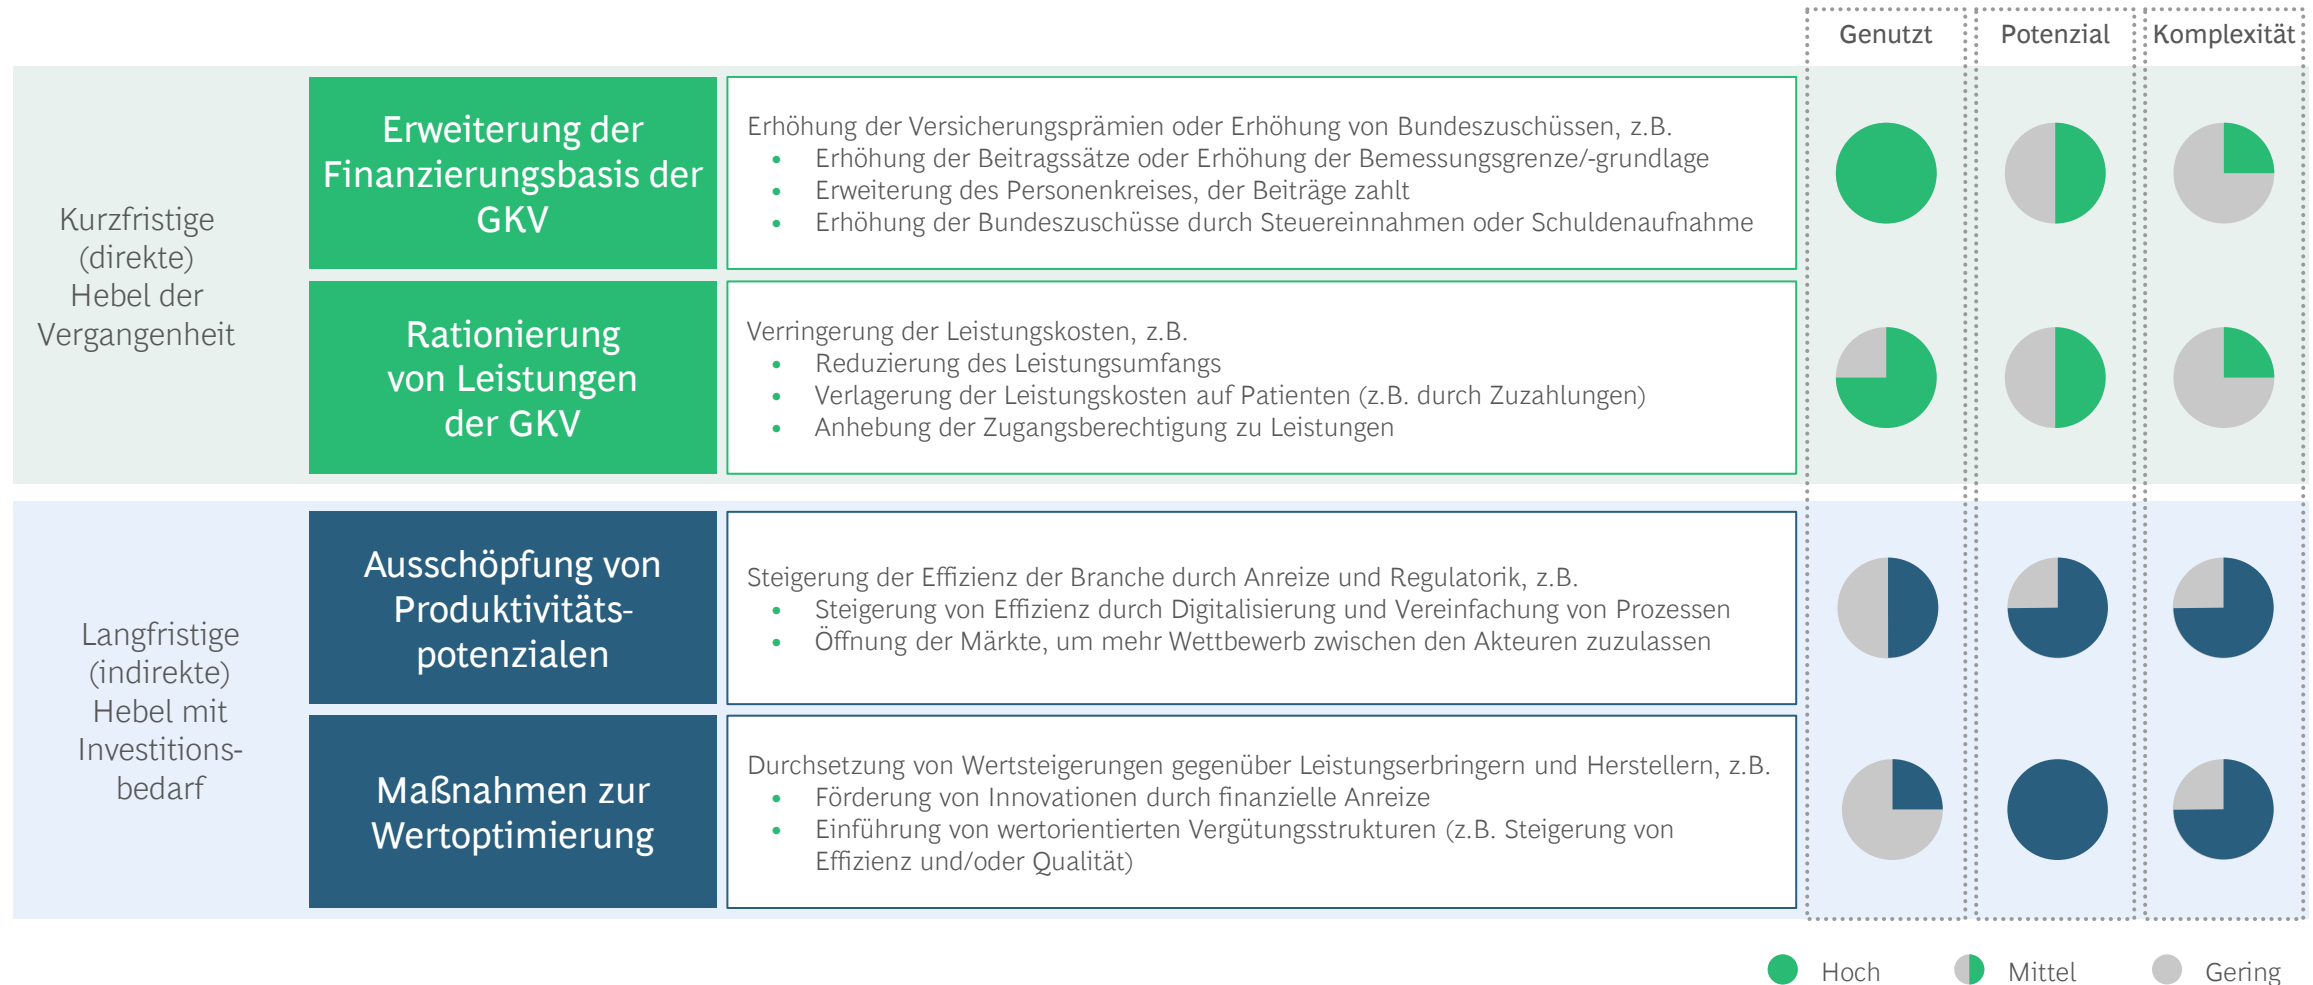 Genutzt
Potenzial
Komplexität
Kurzfristige
(direkte)
Hebel der
Vergangenheit
Erweiterung der
Finanzierungsbasis der
GKV
Erhöhung der Versicherungsprämien oder Erhöhung von Bundeszuschüssen, z.B.
• Erhöhung der Beitragssätze oder Erhöhung der Bemessungsgrenze/-grundlage
• Erweiterung des Personenkreises, der Beiträge zahlt
• Erhöhung der Bundeszuschüsse durch Steuereinnahmen oder Schuldenaufnahme
Rationierung
von Leistungen
der GKV
Verringerung der Leistungskosten, z.B.
• Reduzierung des Leistungsumfangs
• Verlagerung der Leistungskosten auf Patienten (z.B. durch Zuzahlungen)
• Anhebung der Zugangsberechtigung zu Leistungen
Langfristige
(indirekte)
Hebel mit
Investitions-
bedarf
Ausschöpfung von
Produktivitäts-
potenzialen
Steigerung der Effizienz der Branche durch Anreize und Regulatorik, z.B.
• Steigerung von Effizienz durch Digitalisierung und Vereinfachung von Prozessen
• Öffnung der Märkte, um mehr Wettbewerb zwischen den Akteuren zuzulassen
Maßnahmen zur
Wertoptimierung
Durchsetzung von Wertsteigerungen gegenüber Leistungserbringern und Herstellern, z.B.
• Förderung von Innovationen durch finanzielle Anreize
• Einführung von wertorientierten Vergütungsstrukturen (z.B. Steigerung von
Effizienz und/oder Qualität)
Hoch
Mittel
Gering